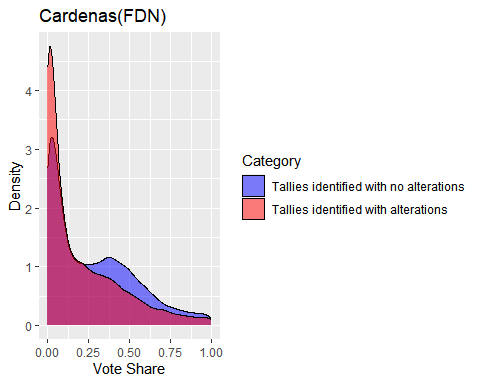 Cardenas(FDN)
4
3
2
1
0
Density
0.00 0.25 0.50 0.75 1.00
Vote Share
Category
Tallies identified with no alterations
Tallies identified with alterations